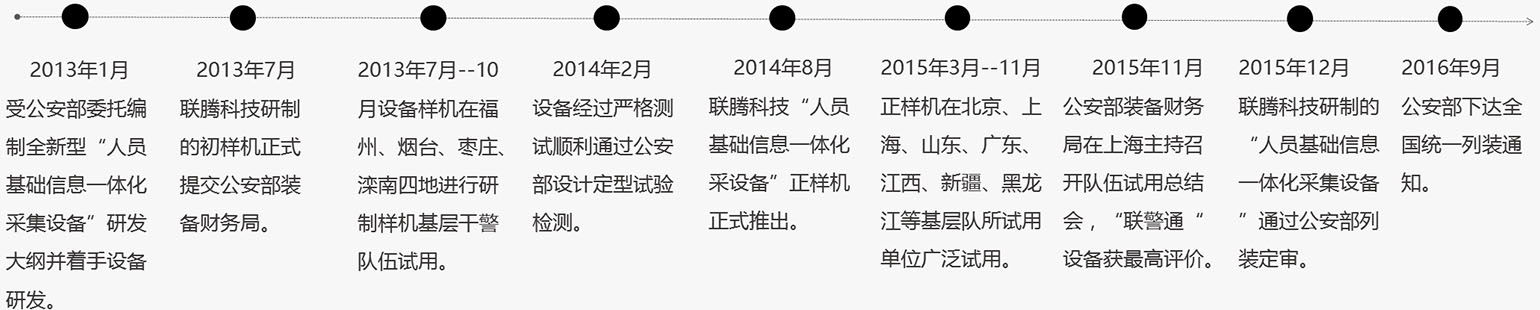 2013年1月
受公安部委托编
制全新型“人员
基础信息一体化
采集设备”研发
大纲并着手设备
研发。
2013年7月
联腾科技研制
的初样机正式
提交公安部装
备财务局。
2013年7月--10
月设备样机在福
州、烟台、枣庄、
滦南四地进行研
制样机基层干警
队伍试用。
2014年2月
设备经过严格测
试顺利通过公安
部设计定型试验
检测。
2014年8月
联腾科技“人员
基础信息一体化
采设备”正样机
正式推出。
2015年3月--11月
正样机在北京、上
海、山东、广东、
江西、新疆、黑龙
江等基层队所试用
单位广泛试用。
2015年11月
公安部装备财务
局在上海主持召
开队伍试用总结
会，“联警通“
设备获最高评价。
2015年12月
联腾科技研制的
“人员基础信息
一体化采集设备
”通过公安部列
装定审。
2016年9月
公安部下达全
国统一列装通
知。